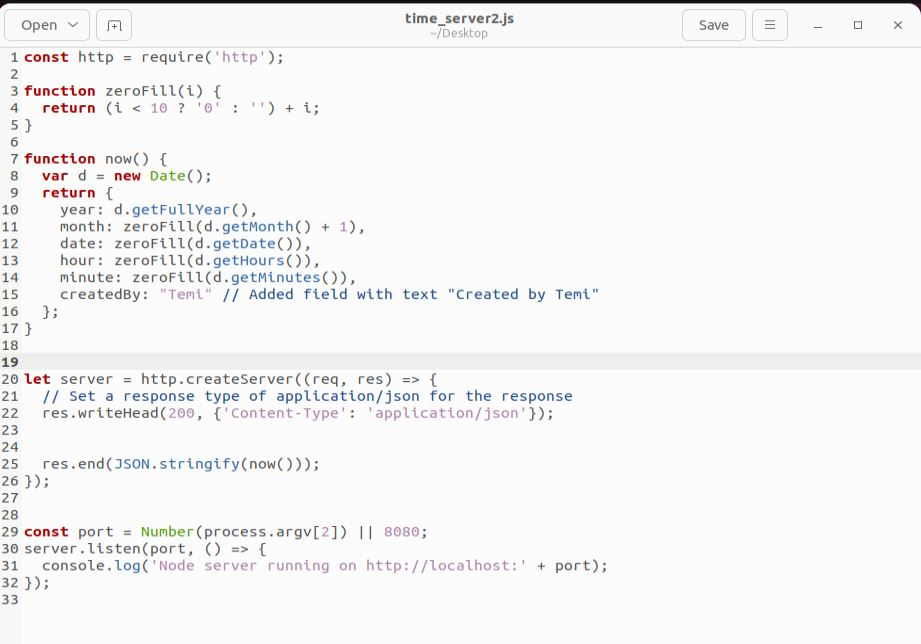 Open
time_server2.js
~/Desktop
Save
1 const http = require('http');
2
3 function zeroFill(i) {
4   return (i < 10 ? '0' : '') + i;
5 }
6
7 function now() {
8   var d = new Date();
9   return {
10     year: d.getFullYear(),
11     month: zeroFill(d.getMonth() + 1),
12     date: zeroFill(d.getDate()),
13     hour: zeroFill(d.getHours()),
14     minute: zeroFill(d.getMinutes()),
15     createdBy: "Temi" // Added field with text "Created by Temi"
16   };
17 }
18
19
20 let server = http.createServer((req, res) => {
21   // Set a response type of application/json for the response
22   res.writeHead(200, {'Content-Type': 'application/json'});
23
24
25   res.end(JSON.stringify(now()));
26 });
27
28
29 const port = Number(process.argv[2]) || 8080;
30 server.listen(port, () => {
31   console.log('Node server running on http://localhost:' + port);
32 });
33